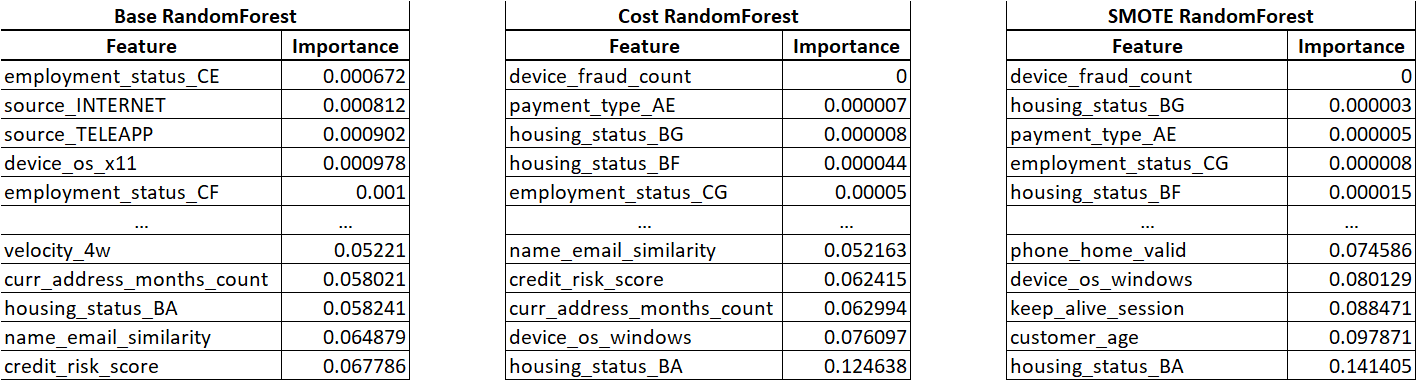 Base RandomForest
Feature Importance
employment_status_CE 0.000672
source_INTERNET 0.000812
source_TELEAPP 0.000902
device_os_x11 0.000978
employment_status_CF 0.001
... ...
velocity_4w 0.05221
curr_address_months_count 0.058021
housing_status_BA 0.058241
name_email_similarity 0.064879
credit_risk_score 0.067786
Cost RandomForest
Feature Importance
device_fraud_count 0
payment_type_AE 0.000007
housing_status_BG 0.000008
housing_status_BF 0.000044
employment_status_CG 0.00005
... ...
name_email_similarity 0.052163
credit_risk_score 0.062415
curr_address_months_count 0.062994
device_os_windows 0.076097
housing_status_BA 0.124638
SMOTE RandomForest
Feature Importance
device_fraud_count 0
housing_status_BG 0.000003
payment_type_AE 0.000005
employment_status_CG 0.000008
housing_status_BF 0.000015
... ...
phone_home_valid 0.074586
device_os_windows 0.080129
keep_alive_session 0.088471
customer_age 0.097871
housing_status_BA 0.141405